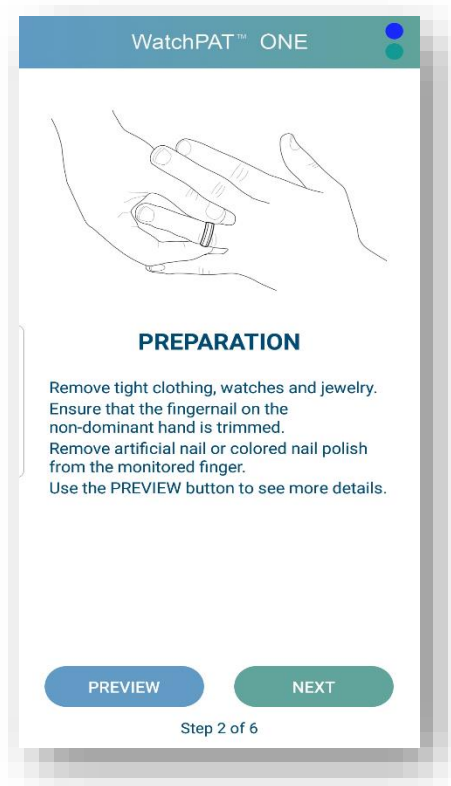 WatchPAT™ ONE
PREPARATION
Remove tight clothing, watches and jewelry.
Ensure that the fingernail on the
non-dominant hand is trimmed.
Remove artificial nail or colored nail polish
from the monitored finger.
Use the PREVIEW button to see more details.
PREVIEW NEXT
Step 2 of 6